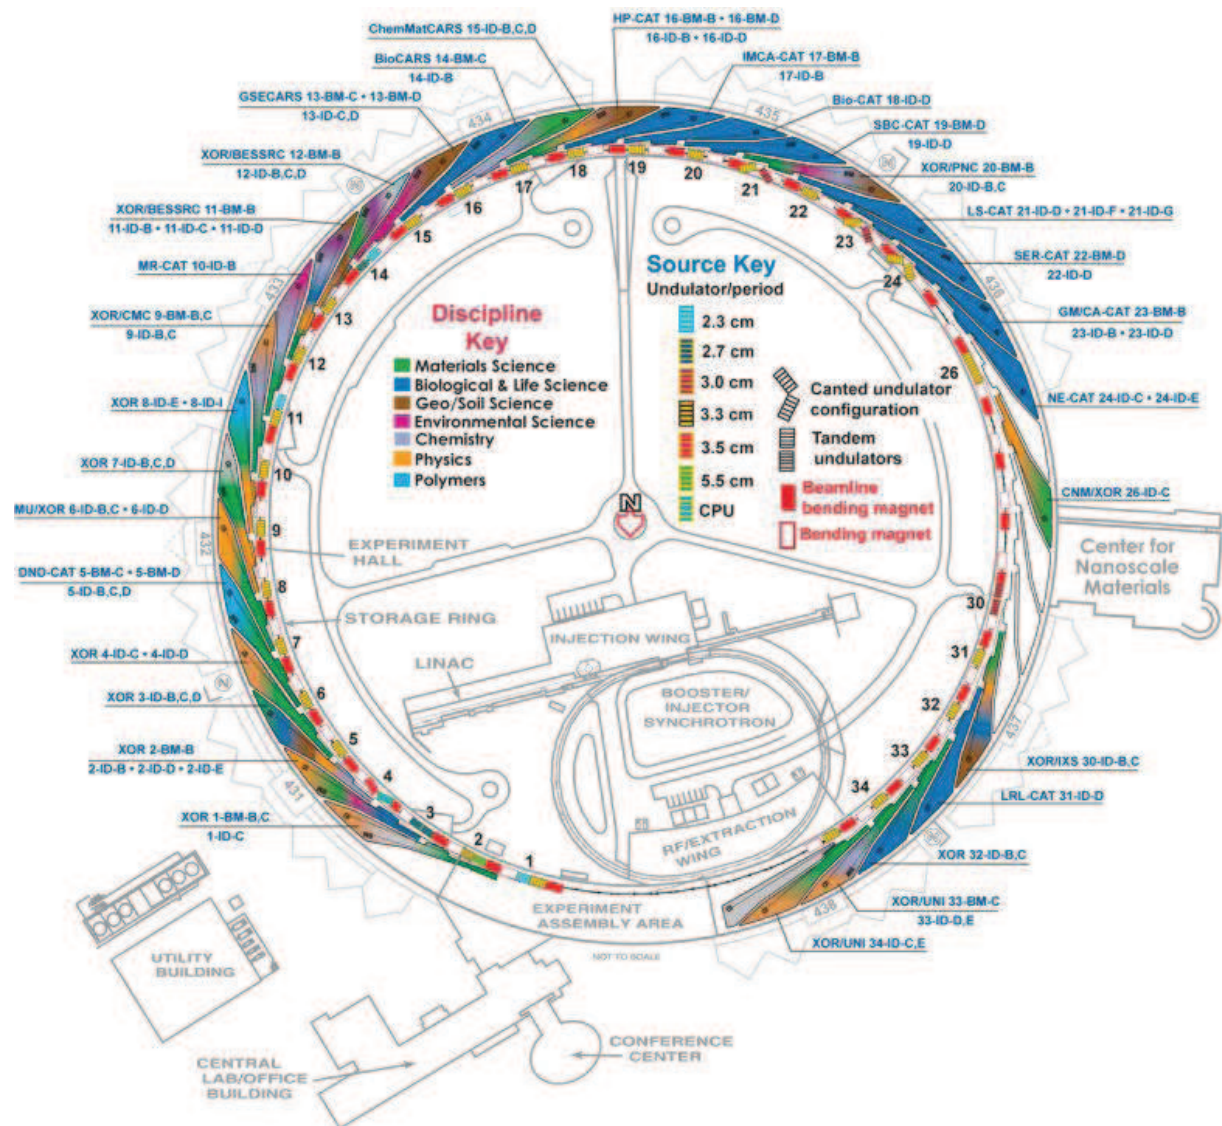 HP-CAT 16-BM-B • 16-BM-D
16-ID-B • 16-ID-D
ChemMatCARS 15-ID-B,C,D
BioCARS 14-BM-C
14-ID-B
GSECARS 13-BM-C • 13-BM-D
13-ID-C,D
XOR/BESSRC 12-BM-B
12-ID-B,C,D
XOR/BESSRC 11-BM-B
11-ID-B • 11-ID-C • 11-ID-D
MR-CAT 10-ID-B
XOR/CMC 9-BM-B,C
9-ID-B,C
XOR 8-ID-E • 8-ID-I
XOR 7-ID-B,C,D
MU/XOR 6-ID-B,C • 6-ID-D
DND-CAT 5-BM-C • 5-BM-D
5-ID-B,C,D
XOR 4-ID-C • 4-ID-D
XOR 3-ID-B,C,D
XOR 2-BM-B
2-ID-B • 2-ID-D • 2-ID-E
XOR 1-BM-B,C
1-ID-C
IMCA-CAT 17-BM-B
17-ID-B
Bio-CAT 18-ID-D
SBC-CAT 19-BM-D
19-ID-D
XOR/PNC 20-BM-B
20-ID-B,C
LS-CAT 21-ID-D • 21-ID-F • 21-ID-G
SER-CAT 22-BM-D
22-ID-D
GM/CA-CAT 23-BM-B
23-ID-B • 23-ID-D
NE-CAT 24-ID-C • 24-ID-E
CNM/XOR 26-ID-C
Center for
Nanoscale
Materials
XOR/IXS 30-ID-B,C
LRL-CAT 31-ID-D
XOR 32-ID-B,C
XOR/UNI 33-BM-C
33-ID-D,E
XOR/UNI 34-ID-C,E
431
432
433
434
435
436
437
438
1
2
3
4
5
6
7
8
9
10
11
12
13
14
15
16
17
18
19
20
21
22
23
24
26
30
31
32
33
34
Discipline
Key
Materials Science
Biological & Life Science
Geo/Soil Science
Environmental Science
Chemistry
Physics
Polymers
Source Key
Undulator/period
2.3 cm
2.7 cm
3.0 cm
3.3 cm
3.5 cm
5.5 cm
CPU
Canted undulator
configuration
Tandem
undulators
Beamline
bending magnet
Bending magnet
N
EXPERIMENT
HALL
STORAGE RING
INJECTION WING
LINAC
BOOSTER/
INJECTOR
SYNCHROTRON
RF/EXTRACTION
WING
EXPERIMENT
ASSEMBLY AREA
NOT TO SCALE
UTILITY
BUILDING
CENTRAL
LAB/OFFICE
BUILDING
CONFERENCE
CENTER